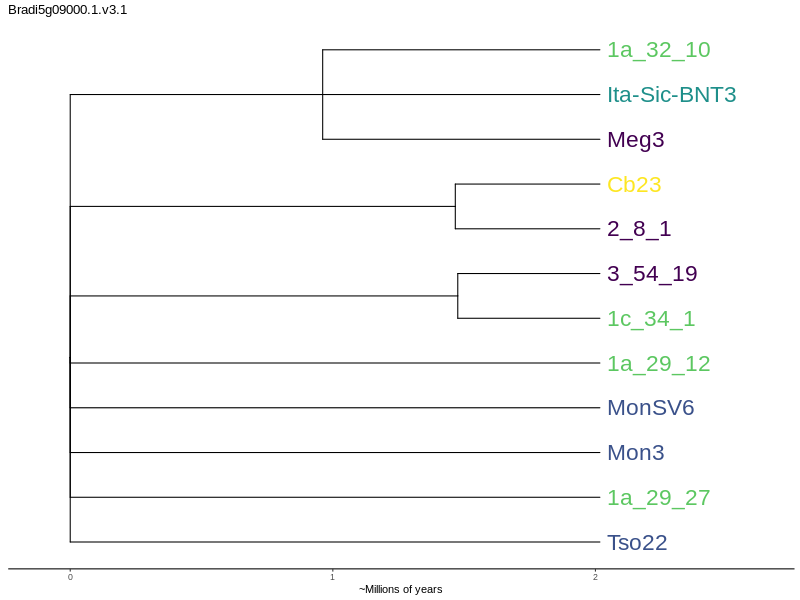 Bradi5g09000.1.v3.1
1a_32_10
Ita-Sic-BNT3
Meg3
Cb23
2_8_1
3_54_19
1c_34_1
1a_29_12
MonSV6
Mon3
1a_29_27
Tso22
0 1 2
~Millions of years